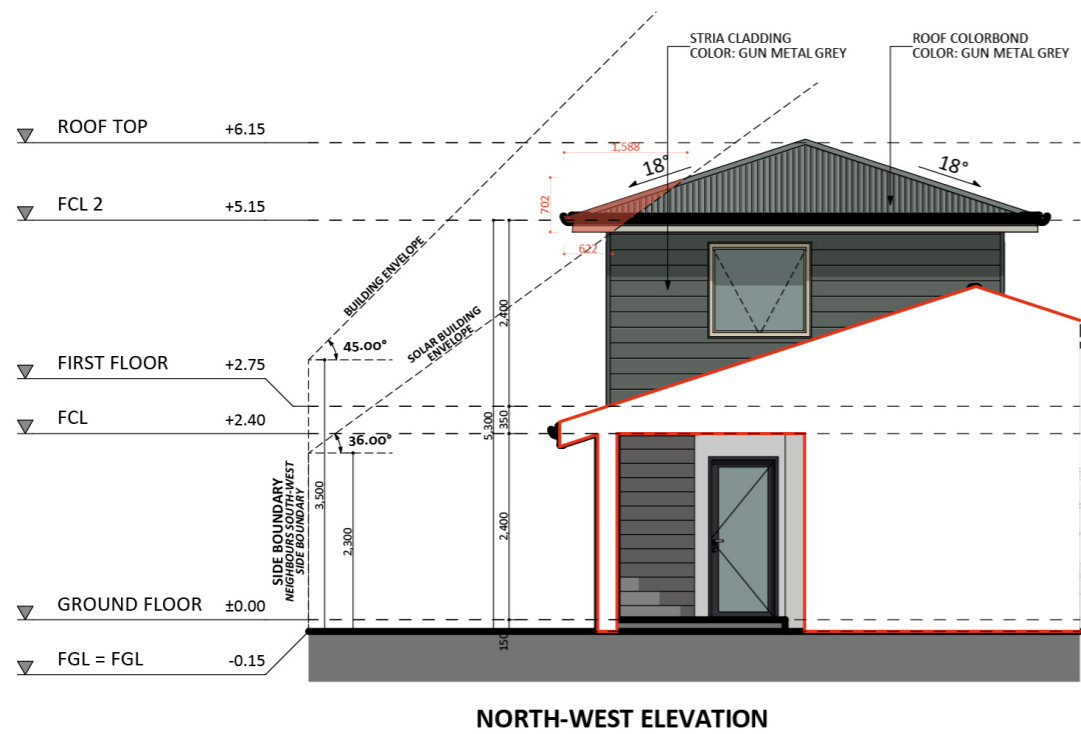 STRIA CLADDING
COLOR: GUN METAL GREY
ROOF COLORBOND
COLOR: GUN METAL GREY
ROOF TOP +6.15
1,588
18°
18°
FCL 2 +5.15
702
622
BUILDING ENVELOPE
SOLAR BUILDING
ENVELOPE
2,400
45.00°
FIRST FLOOR +2.75
FCL +2.40
5,300
350
36.00°
SIDE BOUNDARY
NEIGHBOURS SOUTH-WEST
SIDE BOUNDARY
3,500
2,300
2,400
GROUND FLOOR ±0.00
150
FGL = FGL -0.15
NORTH-WEST ELEVATION